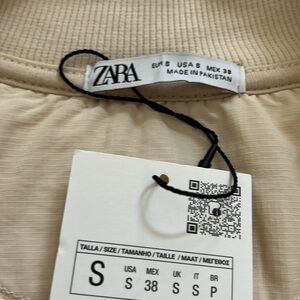 ZARA
EUR S USA S MEX 38
MADE IN PAKISTAN
TALLA / SIZE / TAMANHO / TAILLE / MAAT / ΜΕΓΕΘΟΣ
USA MEX UK IT BR
S S 38 S S P